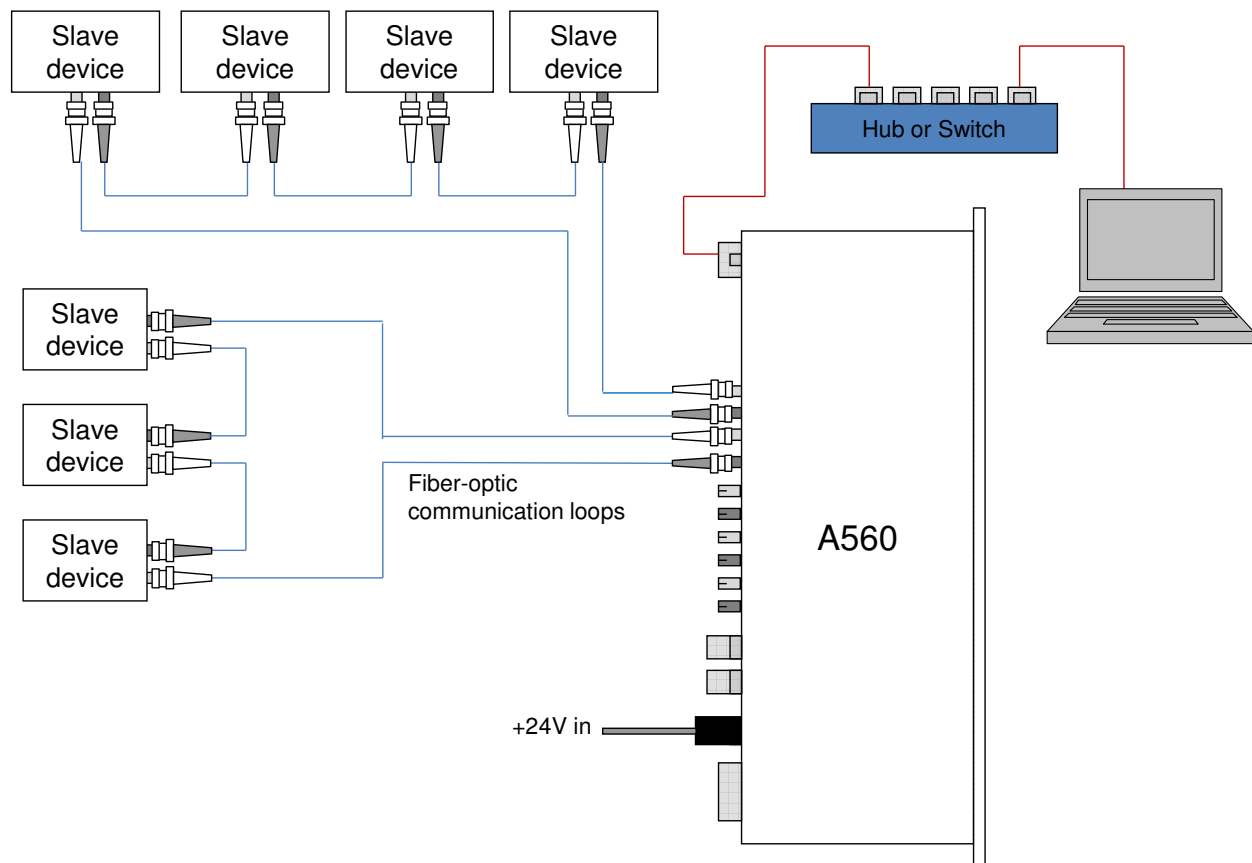 Slave
device
Slave
device
Slave
device
Slave
device
Hub or Switch
Slave
device
Slave
device
Slave
device
Fiber-optic
communication loops
A560
+24V in